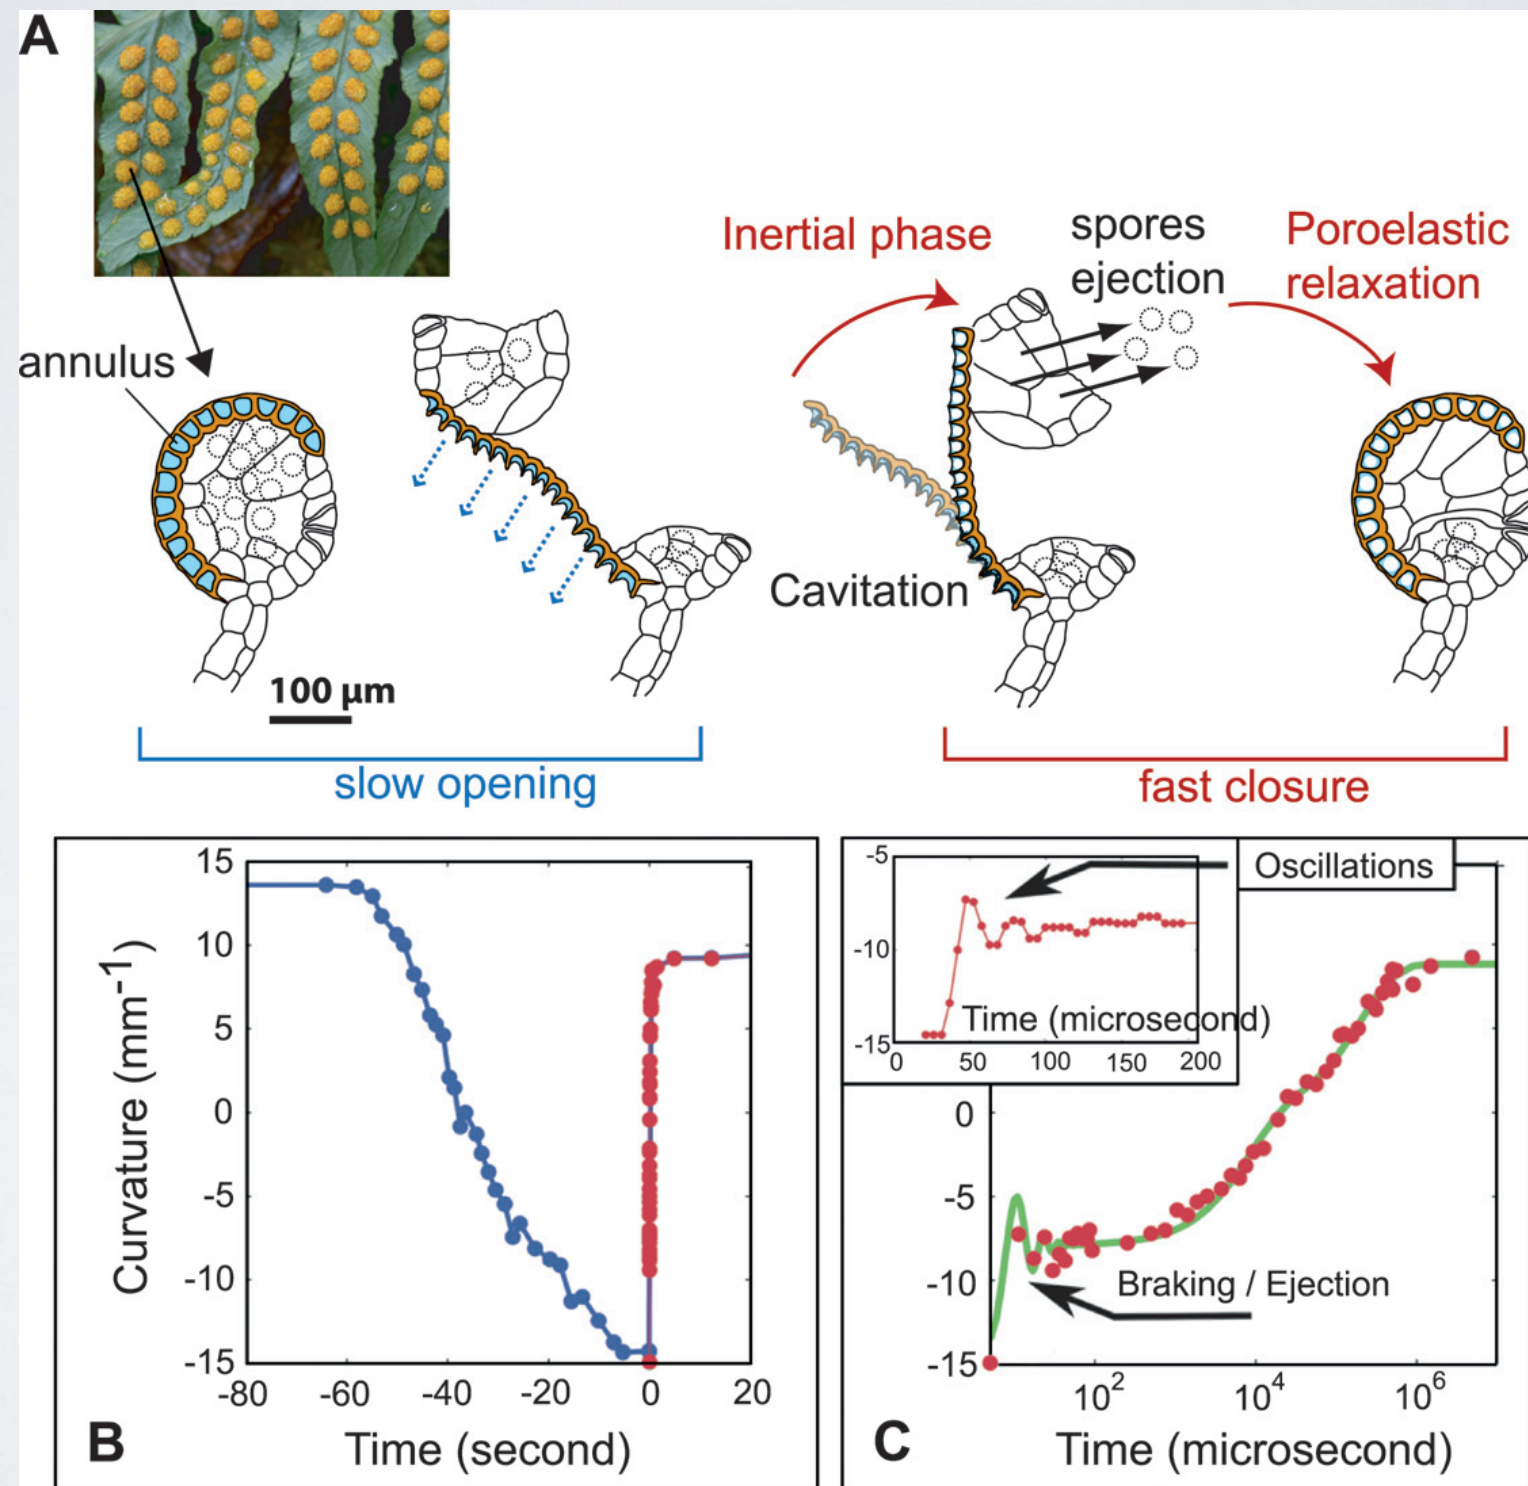 A
annulus
Inertial phase
spores
ejection
Poroelastic
relaxation
Cavitation
100 µm
slow opening
fast closure
15
10
5
0
-5
-10
-15
-80
-60
-40
-20
0
20
Curvature (mm⁻¹)
Time (second)
B
-5
-10
-15
0
50
100
150
200
Time (microsecond)
Oscillations
0
-5
-10
-15
Braking / Ejection
10²
10⁴
10⁶
C
Time (microsecond)